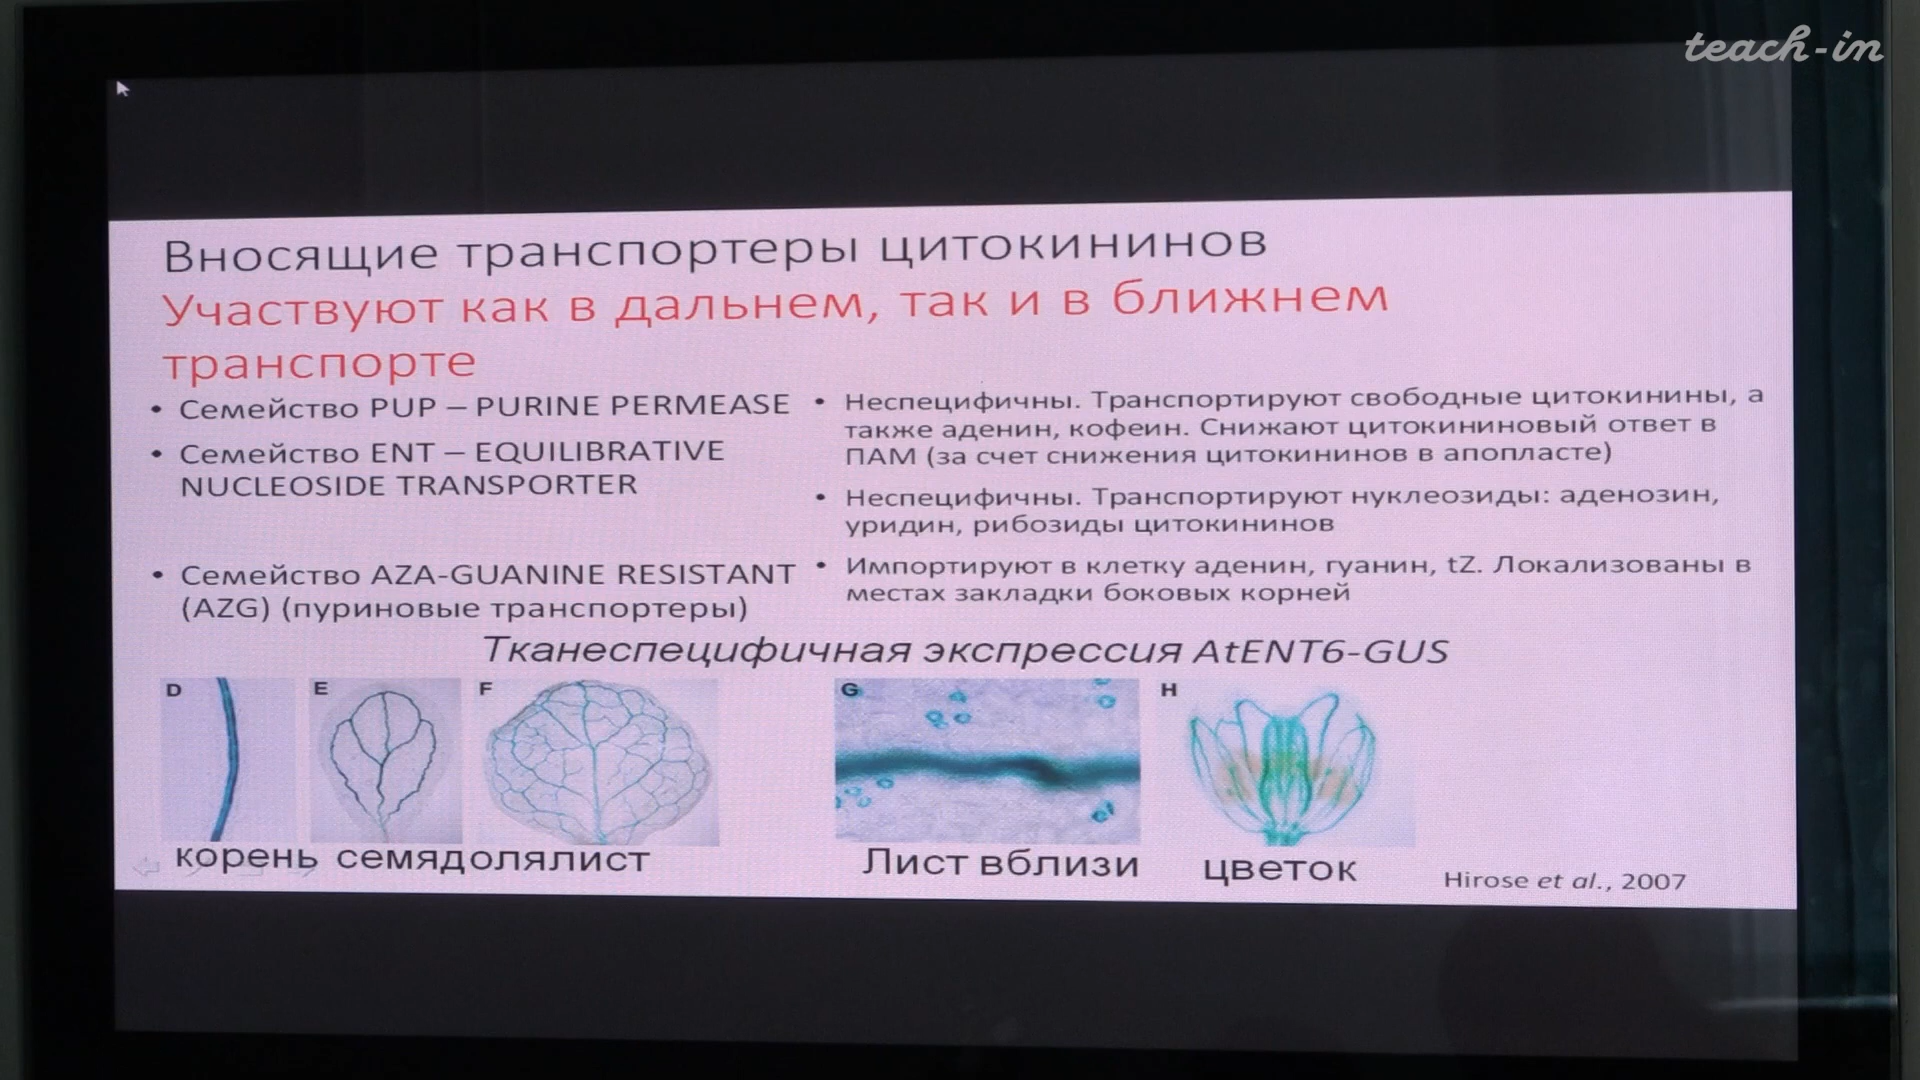 teach-in
Вносящие транспортеры цитокининов
Участвуют как в дальнем, так и в ближнем
транспорте
• Семейство PUP – PURINE PERMEASE
• Семейство ENT – EQUILIBRATIVE
NUCLEOSIDE TRANSPORTER
• Семейство AZA-GUANINE RESISTANT
(AZG) (пуриновые транспортеры)
• Неспецифичны. Транспортируют свободные цитокинины, а
также аденин, кофеин. Снижают цитокининовый ответ в
ПАМ (за счет снижения цитокининов в апопласте)
• Неспецифичны. Транспортируют нуклеозиды: аденозин,
уридин, рибозиды цитокининов
• Импортируют в клетку аденин, гуанин, tZ. Локализованы в
местах закладки боковых корней
Тканеспецифичная экспрессия AtENT6-GUS
D E F G H
корень семядолялист Лист вблизи цветок
Hirose et al., 2007